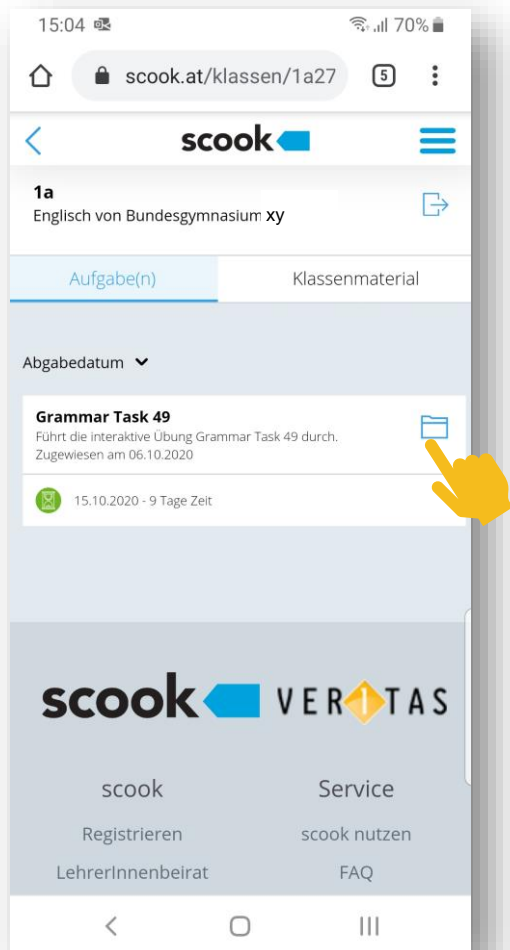 15:04 70%
scook.at/klassen/1a27 5
scook
1a
Englisch von Bundesgymnasium xy
Aufgabe(n) Klassenmaterial
Abgabedatum
Grammar Task 49
Führt die interaktive Übung Grammar Task 49 durch.
Zugewiesen am 06.10.2020
15.10.2020 - 9 Tage Zeit
scook VER1TAS
scook Service
Registrieren scook nutzen
LehrerInnenbeirat FAQ